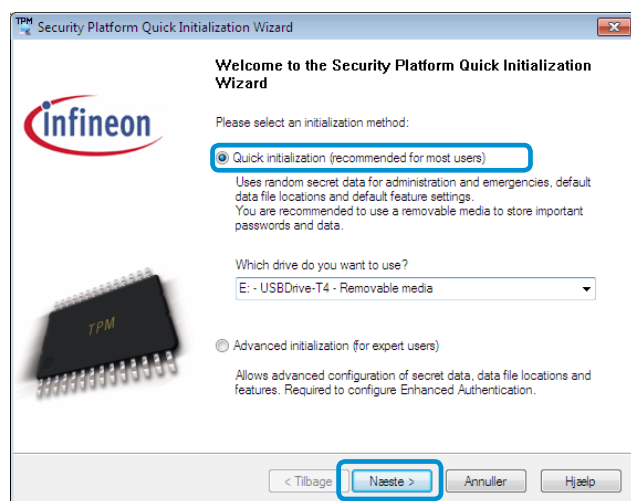 TPM
Security Platform Quick Initialization Wizard
Welcome to the Security Platform Quick Initialization
Wizard
infineon
Please select an initialization method:
Quick initialization (recommended for most users)
Uses random secret data for administration and emergencies, default
data file locations and default feature settings.
You are recommended to use a removable media to store important
passwords and data.
Which drive do you want to use?
E: - USBDrive-T4 - Removable media
TPM
Advanced initialization (for expert users)
Allows advanced configuration of secret data, data file locations and
features. Required to configure Enhanced Authentication.
< Tilbage Næste > Annuller Hjælp